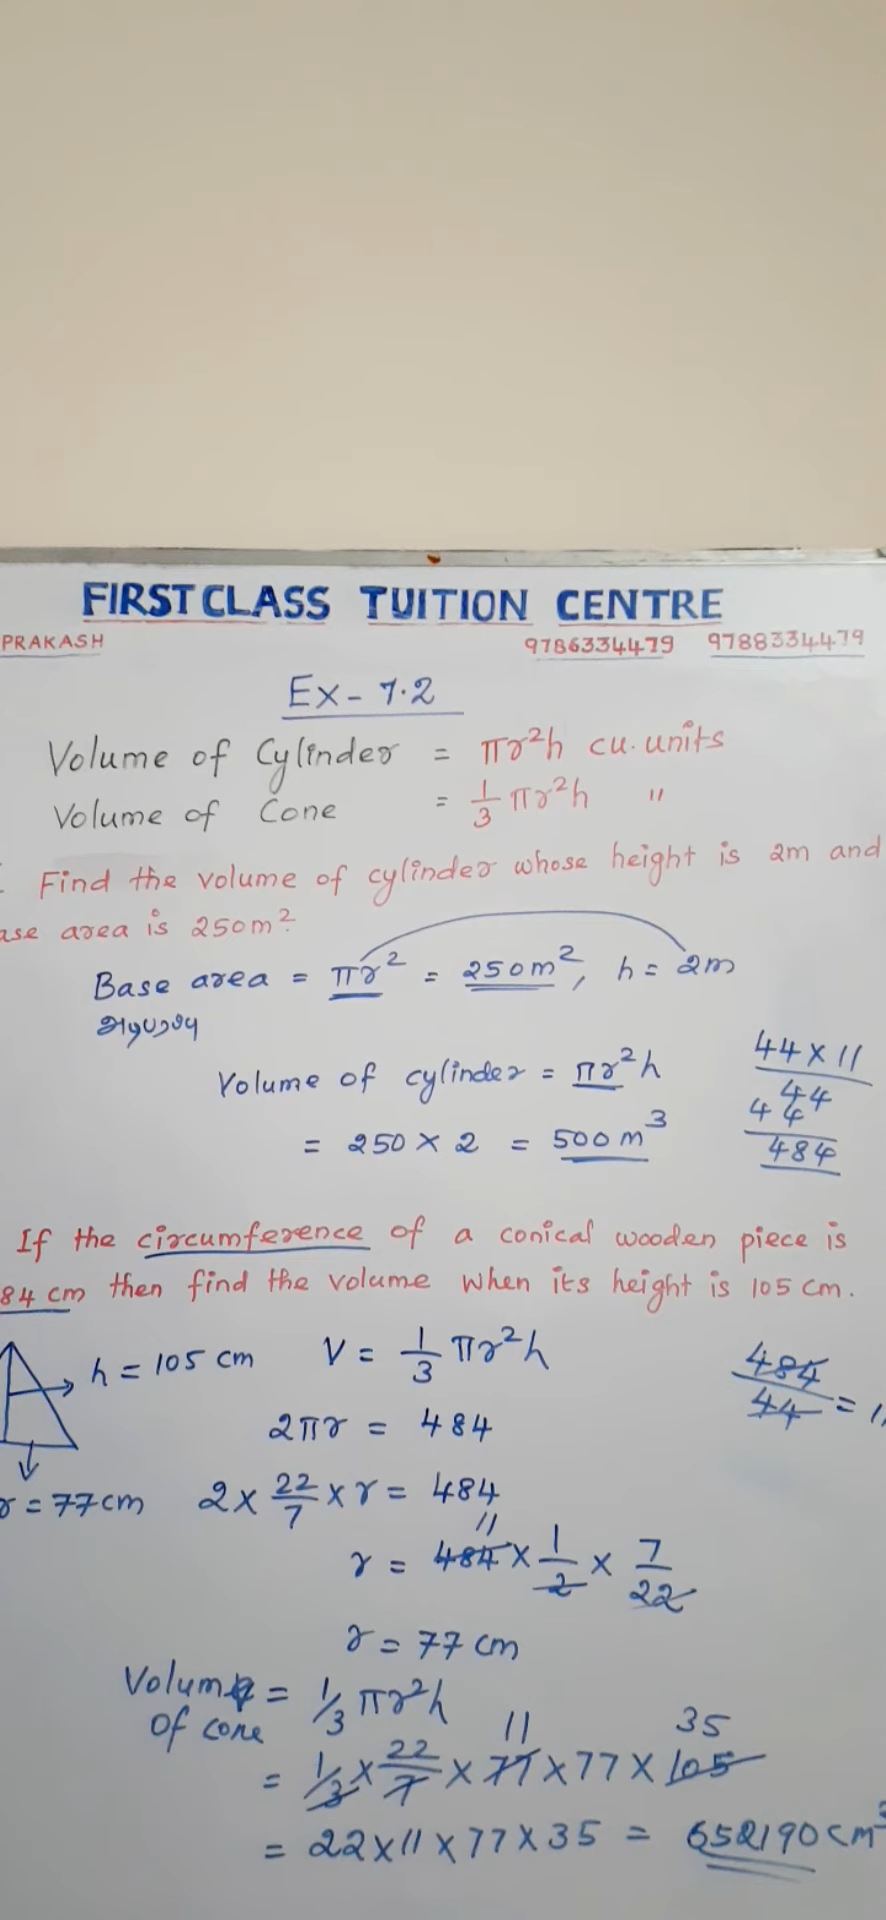 FIRST CLASS TUITION CENTRE
PRAKASH 9786334479 9788334479
Ex - 7.2
Volume of Cylinder = πr²h cu. units
Volume of Cone = 1/3 πr²h "
Find the volume of cylinder whose height is 2m and
ase area is 250m².
Base area = πr² = 250m², h = 2m
அடிப்பரப்பு
Volume of cylinder = πr²h
= 250 × 2 = 500 m³
44 × 11
44
44
484
If the circumference of a conical wooden piece is
84 cm then find the volume when its height is 105 cm.
h = 105 cm V = 1/3 πr²h
484/44 = 11
2πr = 484
r = 77cm 2 × 22/7 × r = 484
11
r = 484 × 1/2 × 7/22
r = 77 cm
Volume = 1/3 πr²h
of cone
11 35
= 1/3 × 22/7 × 77 × 77 × 105
= 22 × 11 × 77 × 35 = 652190 cm³